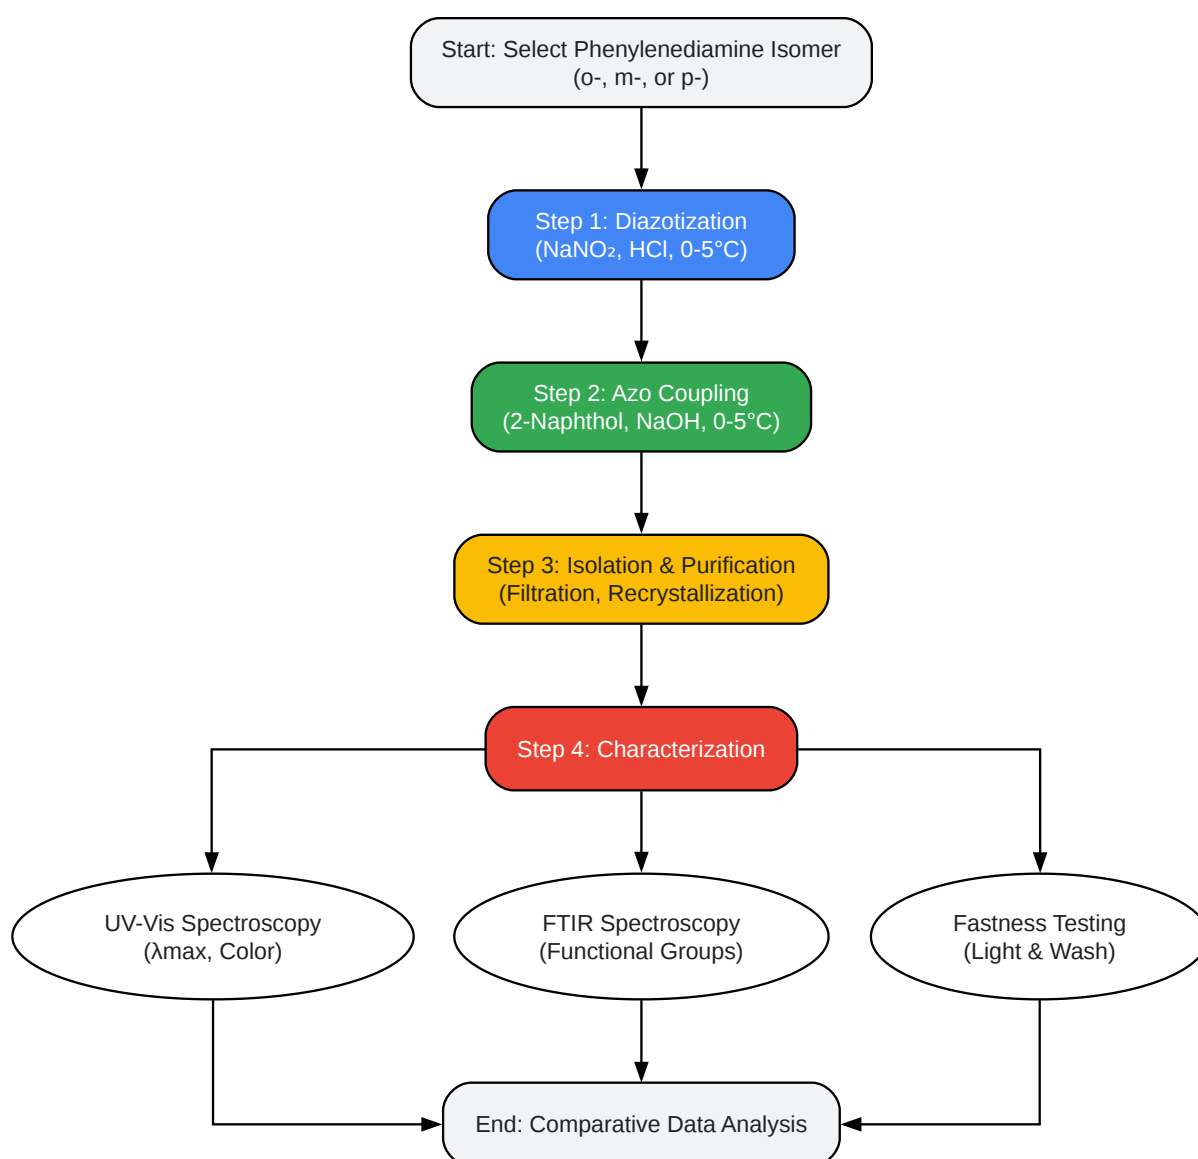 Start: Select Phenylenediamine Isomer
(o-, m-, or p-)
Step 1: Diazotization
(NaNO₂, HCl, 0-5°C)
Step 2: Azo Coupling
(2-Naphthol, NaOH, 0-5°C)
Step 3: Isolation & Purification
(Filtration, Recrystallization)
Step 4: Characterization
UV-Vis Spectroscopy
(λmax, Color)
FTIR Spectroscopy
(Functional Groups)
Fastness Testing
(Light & Wash)
End: Comparative Data Analysis